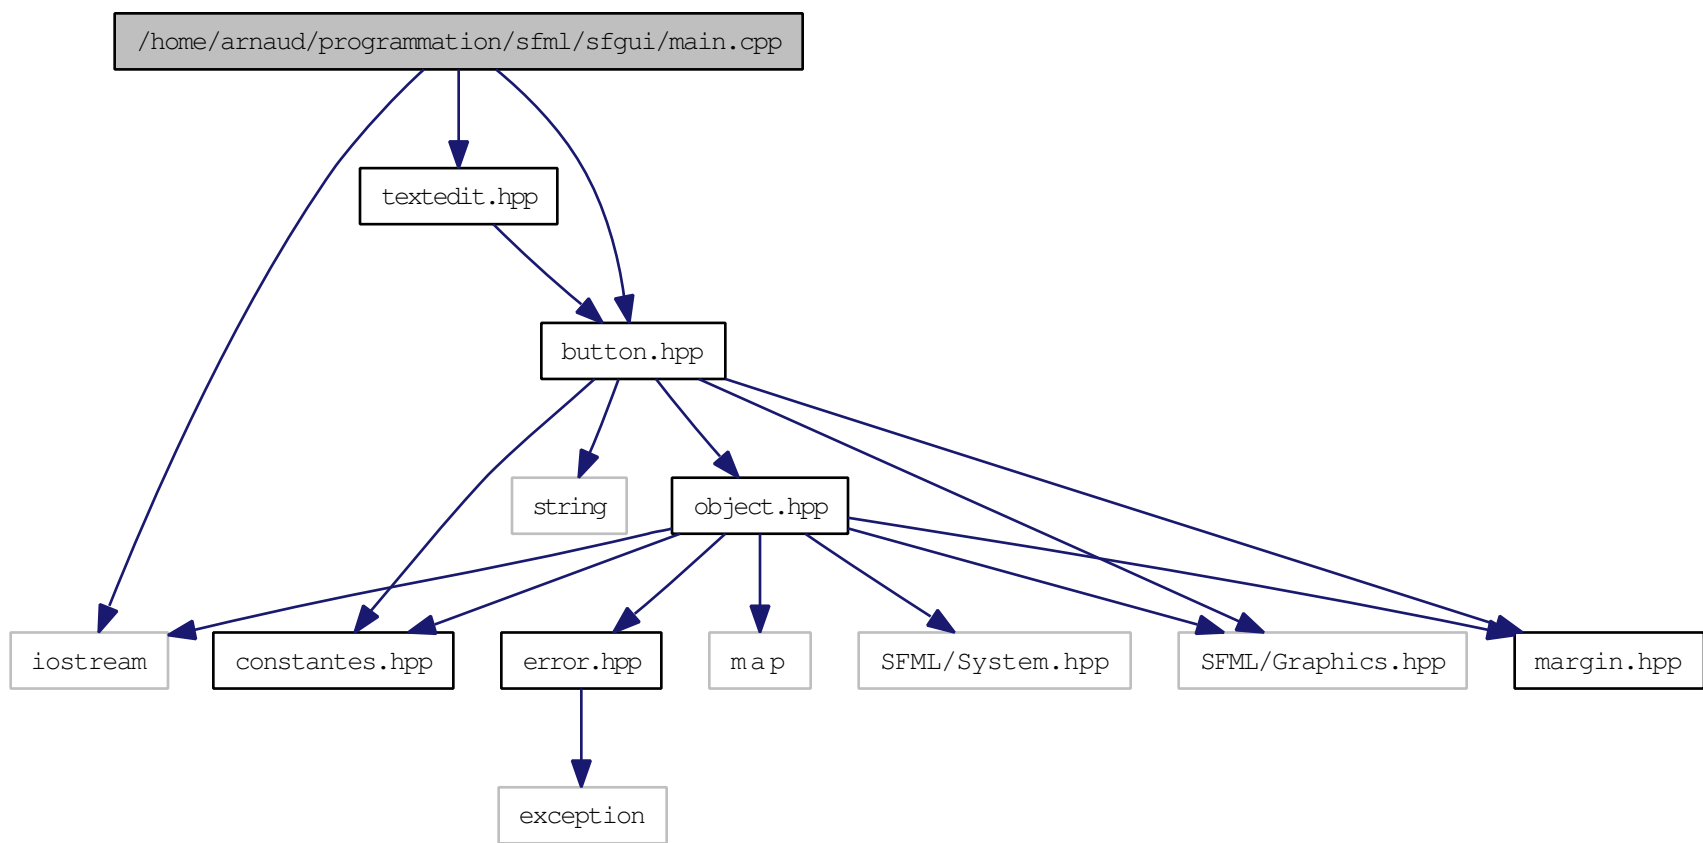 /home/arnaud/programmation/sfml/sfgui/main.cpp
textedit.hpp
button.hpp
string
object.hpp
iostream
constantes.hpp
error.hpp
map
SFML/System.hpp
SFML/Graphics.hpp
margin.hpp
exception